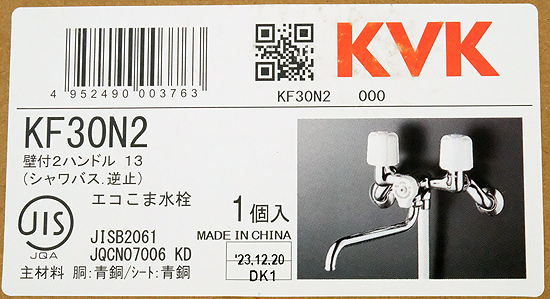 KVK
4 952490 003763
KF30N2 000
KF30N2
壁付2ハンドル 13
(シャワバス.逆止)
エコこま水栓
1個入
JIS
JQA
JISB2061
JQCN07006 KD
MADE IN CHINA
'23.12.20
DK1
主材料 胴:青銅/シート:青銅